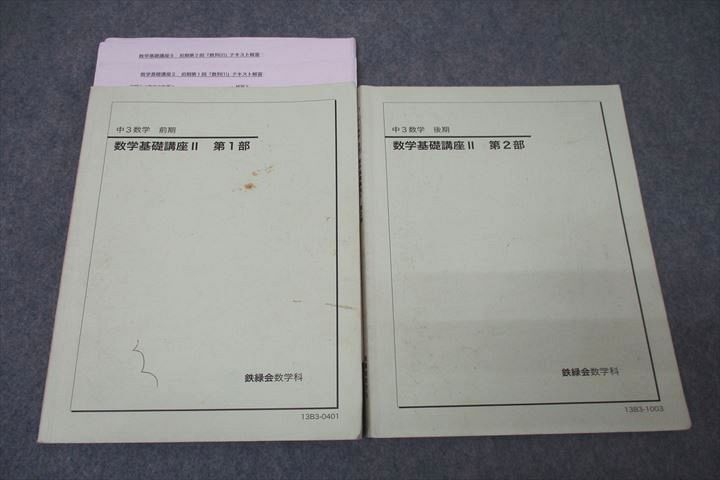 数学基礎講座Ⅱ 前期第2回「数列(2)」テキスト解答
数学基礎講座Ⅱ 前期第1回「数列(1)」テキスト解答
中3数学 前期
数学基礎講座Ⅱ 第1部
鉄緑会数学科
13B3-0401
中3数学 後期
数学基礎講座Ⅱ 第2部
鉄緑会数学科
13B3-1003